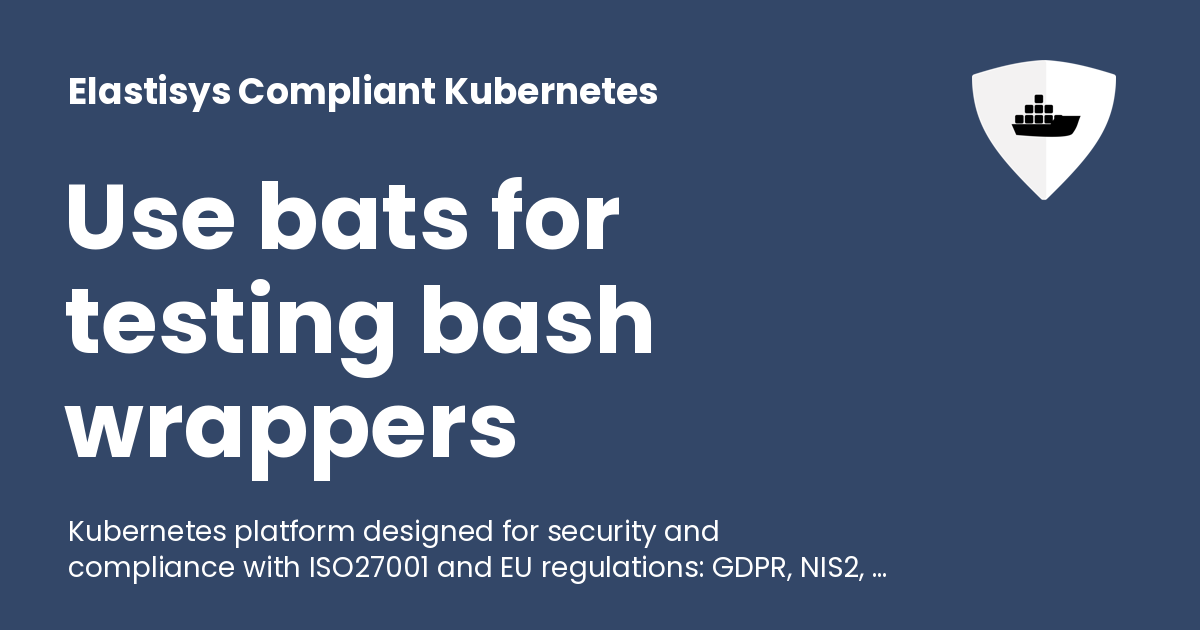 Elastisys Compliant Kubernetes
Use bats for
testing bash
wrappers
Kubernetes platform designed for security and
compliance with ISO27001 and EU regulations: GDPR, NIS2, ...